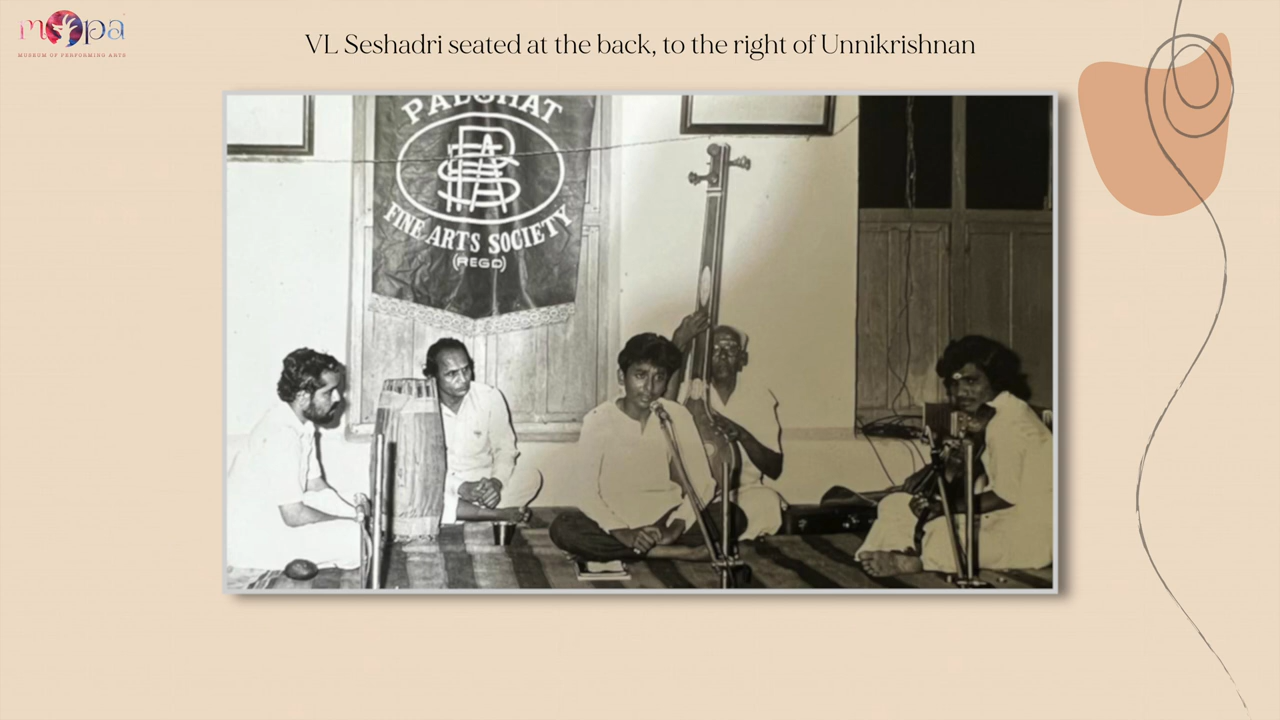 mopa
MUSEUM OF PERFORMING ARTS
VL Seshadri seated at the back, to the right of Unnikrishnan
PALGHAT
FINE ARTS SOCIETY
(REGD)